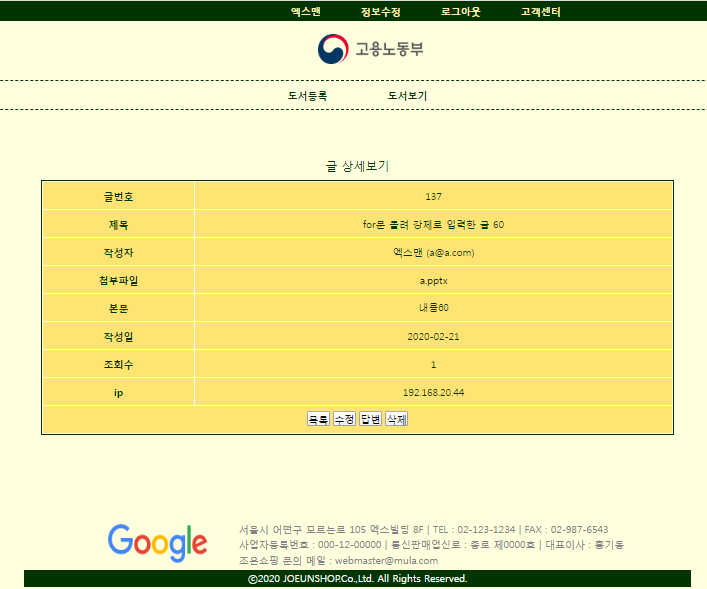 엑스맨 정보수정 로그아웃 고객센터
고용노동부
도서등록 도서보기
글 상세보기
글번호 137
제목 for문 돌려 강제로 입력한 글 60
작성자 엑스맨 (a@a.com)
첨부파일 a.pptx
본문 내용60
작성일 2020-02-21
조회수 1
ip 192.168.20.44
목록 수정 답변 삭제
Google
서울시 어떤구 모르는로 105 엑스빌딩 8F | TEL : 02-123-1234 | FAX : 02-987-6543
사업자등록번호 : 000-12-00000 | 통신판매업신로 : 종로 제0000호 | 대표이사 : 홍기동
조은쇼핑 문의 메일 : webmaster@mula.com
©2020 JOEUNSHOP.Co.,Ltd. All Rights Reserved.